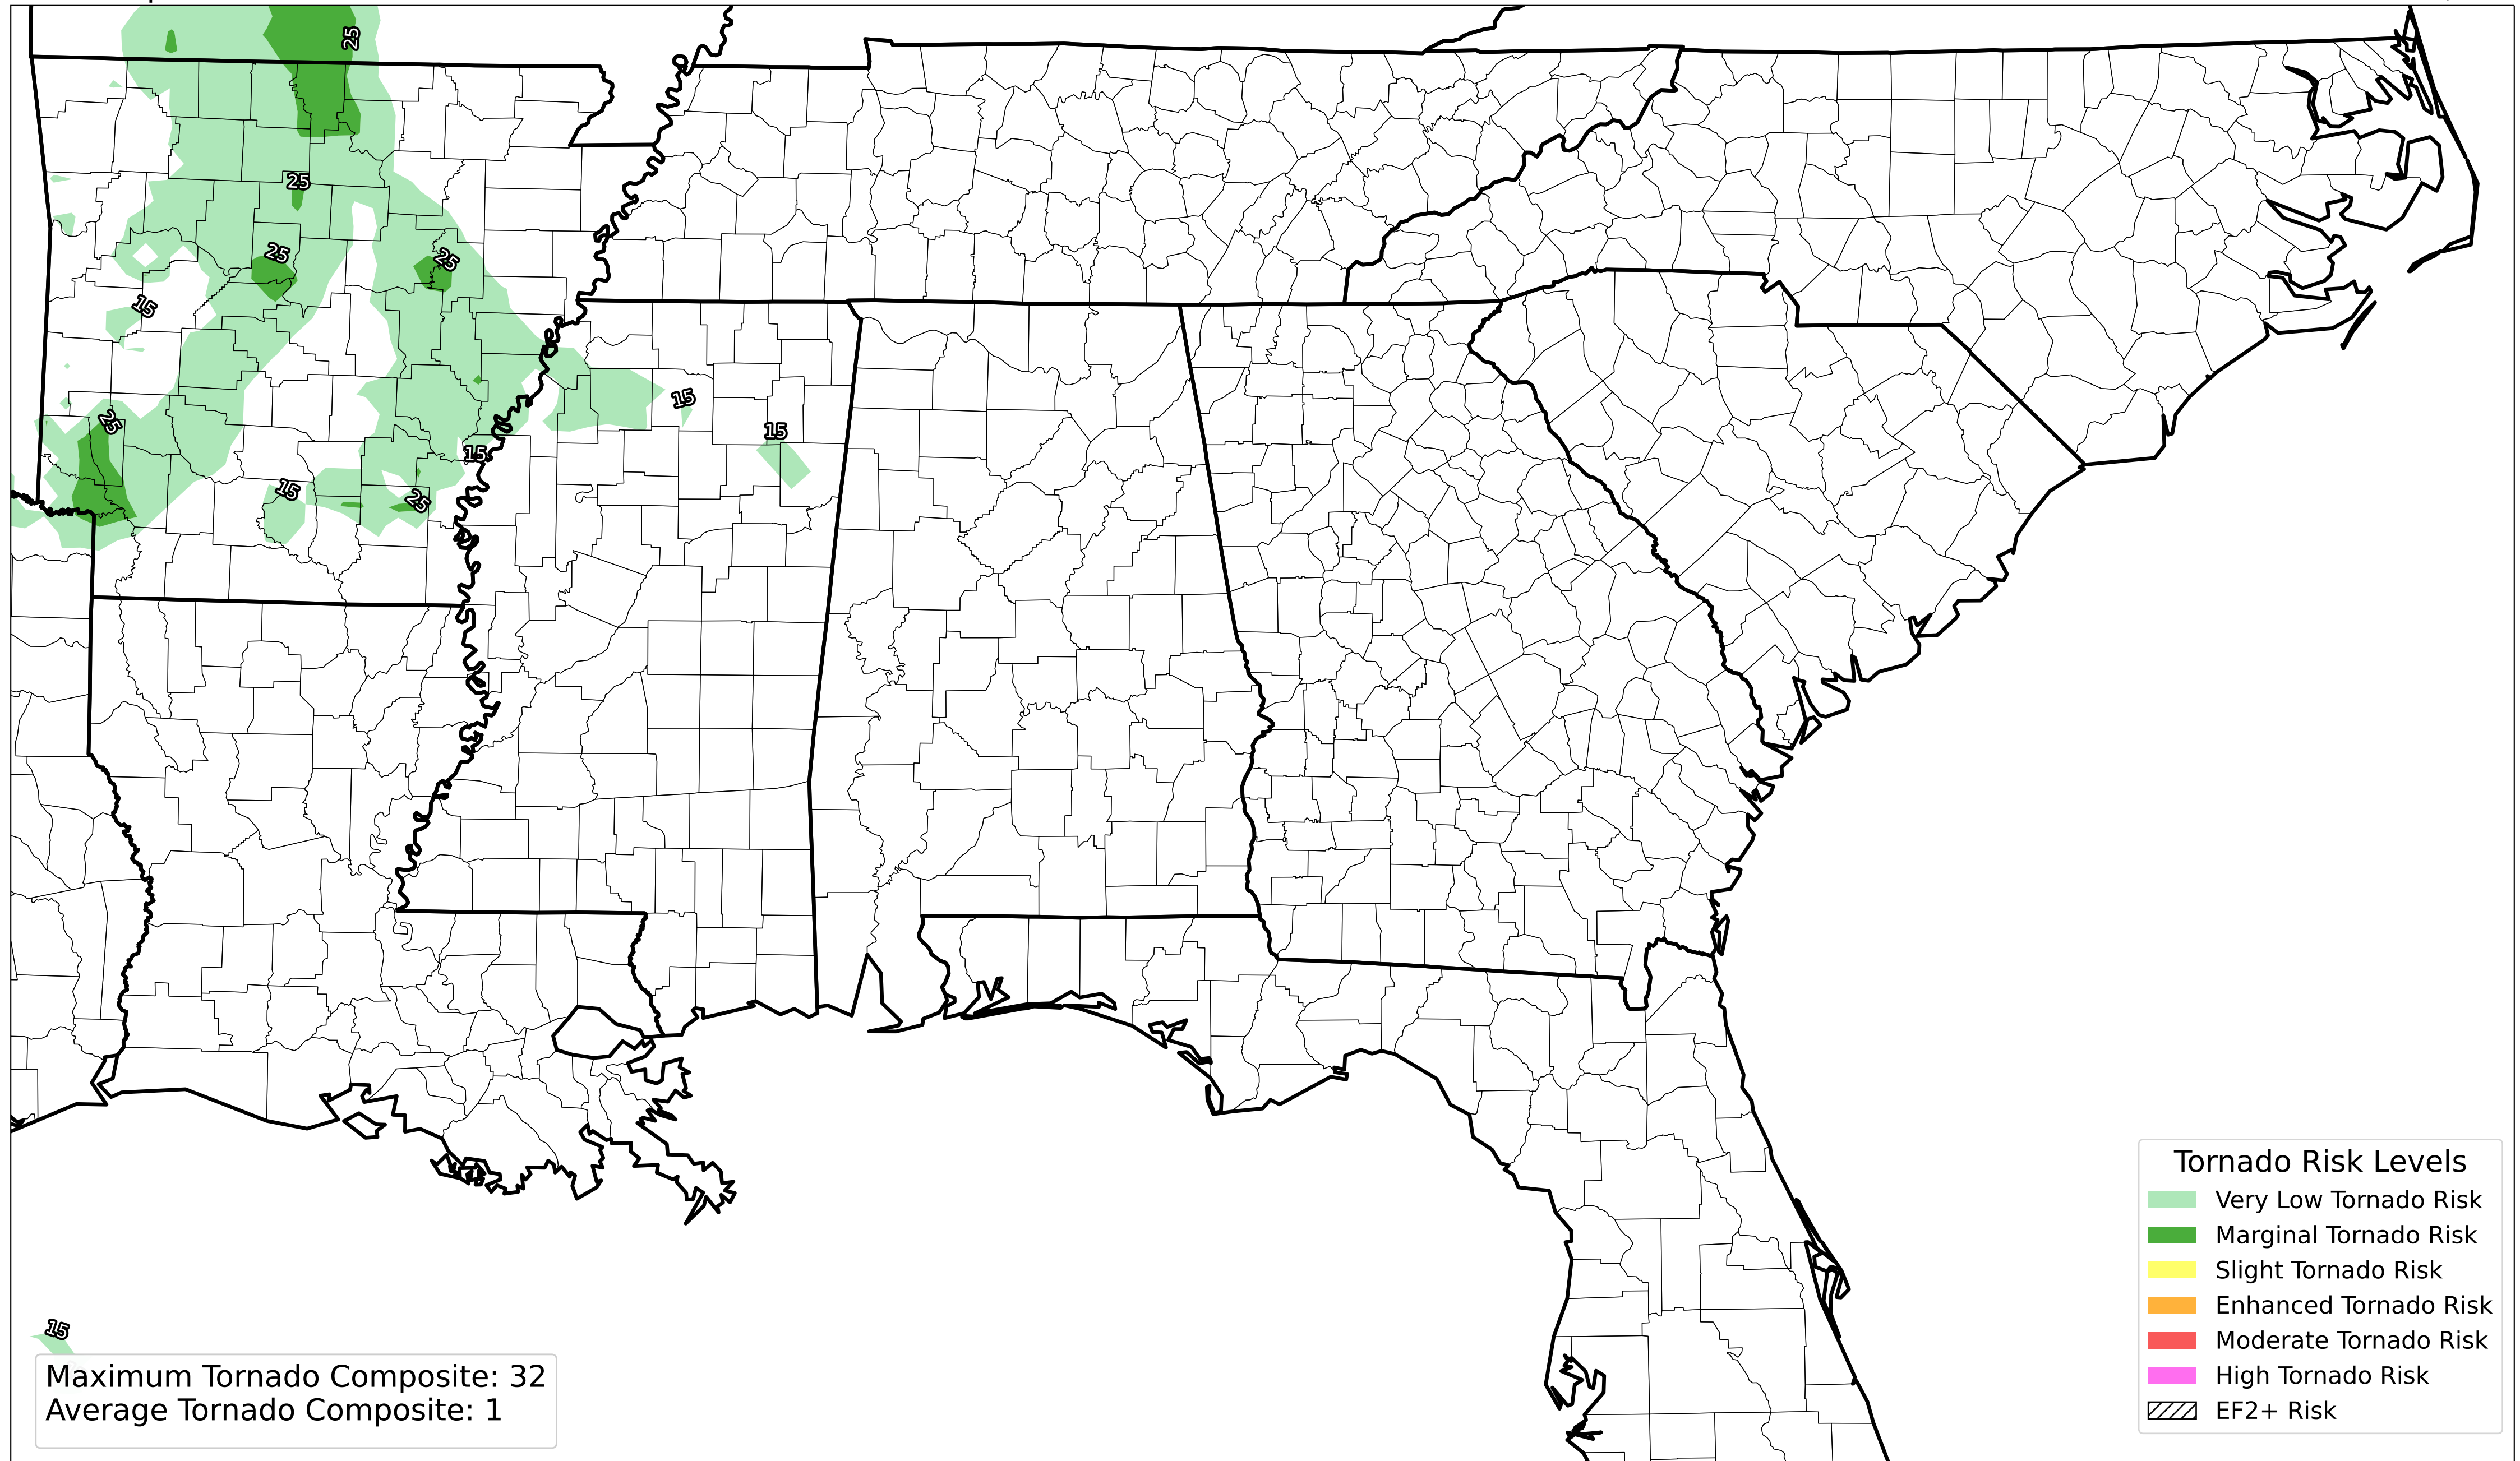 25
25
25
25
15
15
25
15
15
15
25
15
Tornado Risk Levels
Very Low Tornado Risk
Marginal Tornado Risk
Slight Tornado Risk
Enhanced Tornado Risk
Moderate Tornado Risk
High Tornado Risk
EF2+ Risk
15
Maximum Tornado Composite: 32
Average Tornado Composite: 1